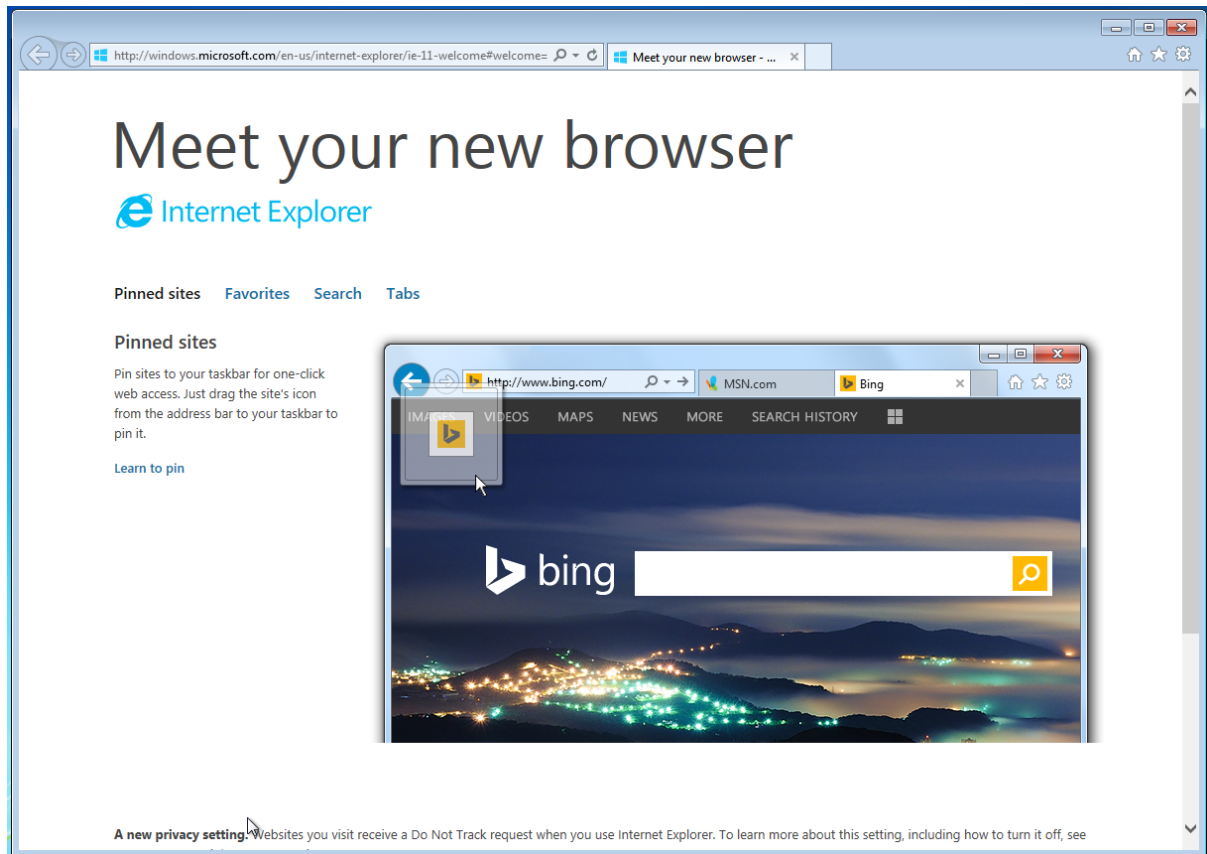 http://windows.microsoft.com/en-us/internet-explorer/ie-11-welcome#welcome=
Meet your new browser - ...
Meet your new browser
Internet Explorer
Pinned sites Favorites Search Tabs
Pinned sites
Pin sites to your taskbar for one-click
web access. Just drag the site's icon
from the address bar to your taskbar to
pin it.
Learn to pin
http://www.bing.com/ MSN.com Bing
IMAGES VIDEOS MAPS NEWS MORE SEARCH HISTORY
bing
A new privacy setting. Websites you visit receive a Do Not Track request when you use Internet Explorer. To learn more about this setting, including how to turn it off, see